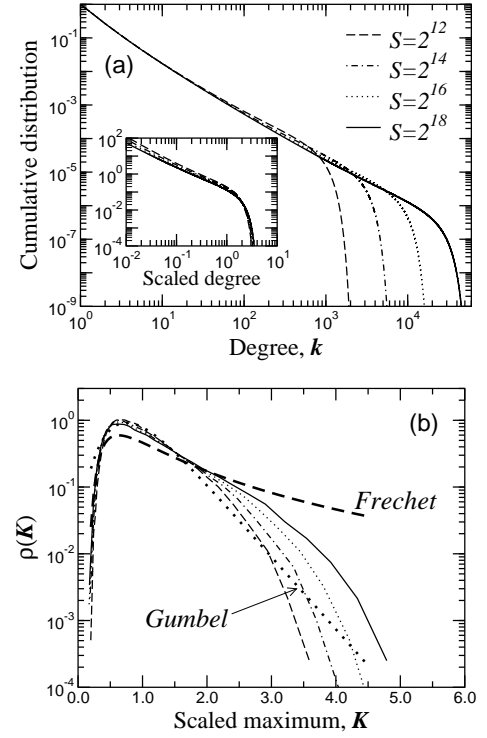 10^-1
10^-3
10^-5
10^-7
10^-9
Cumulative distribution
(a)
S=2^12
S=2^14
S=2^16
S=2^18
10^2
10^0
10^-2
10^-4
10^-2 10^-1 10^0 10^1
Scaled degree
10^0 10^1 10^2 10^3 10^4
Degree, k
(b)
10^0
10^-1
10^-2
10^-3
10^-4
ρ(K)
Frechet
Gumbel
0.0 1.0 2.0 3.0 4.0 5.0 6.0
Scaled maximum, K